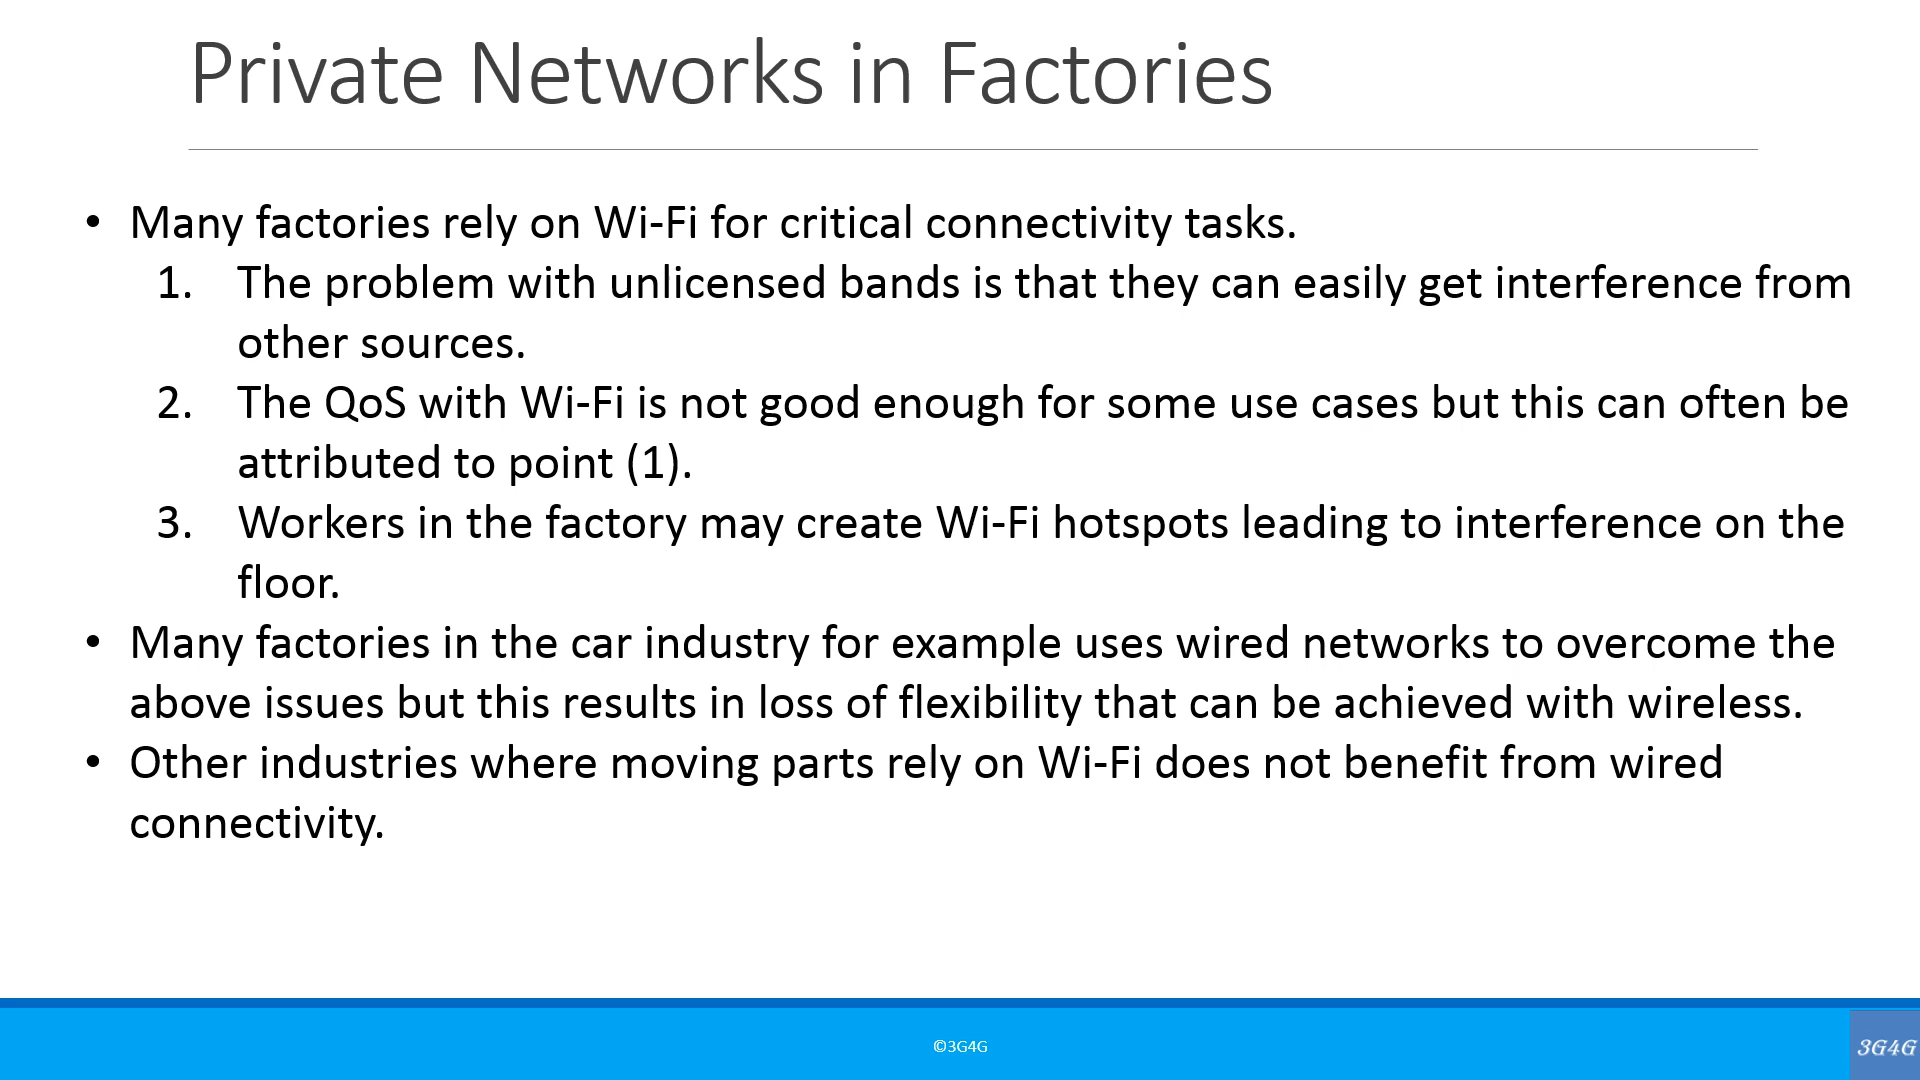 Private Networks in Factories
• Many factories rely on Wi-Fi for critical connectivity tasks.
1. The problem with unlicensed bands is that they can easily get interference from
other sources.
2. The QoS with Wi-Fi is not good enough for some use cases but this can often be
attributed to point (1).
3. Workers in the factory may create Wi-Fi hotspots leading to interference on the
floor.
• Many factories in the car industry for example uses wired networks to overcome the
above issues but this results in loss of flexibility that can be achieved with wireless.
• Other industries where moving parts rely on Wi-Fi does not benefit from wired
connectivity.
©3G4G
3G4G